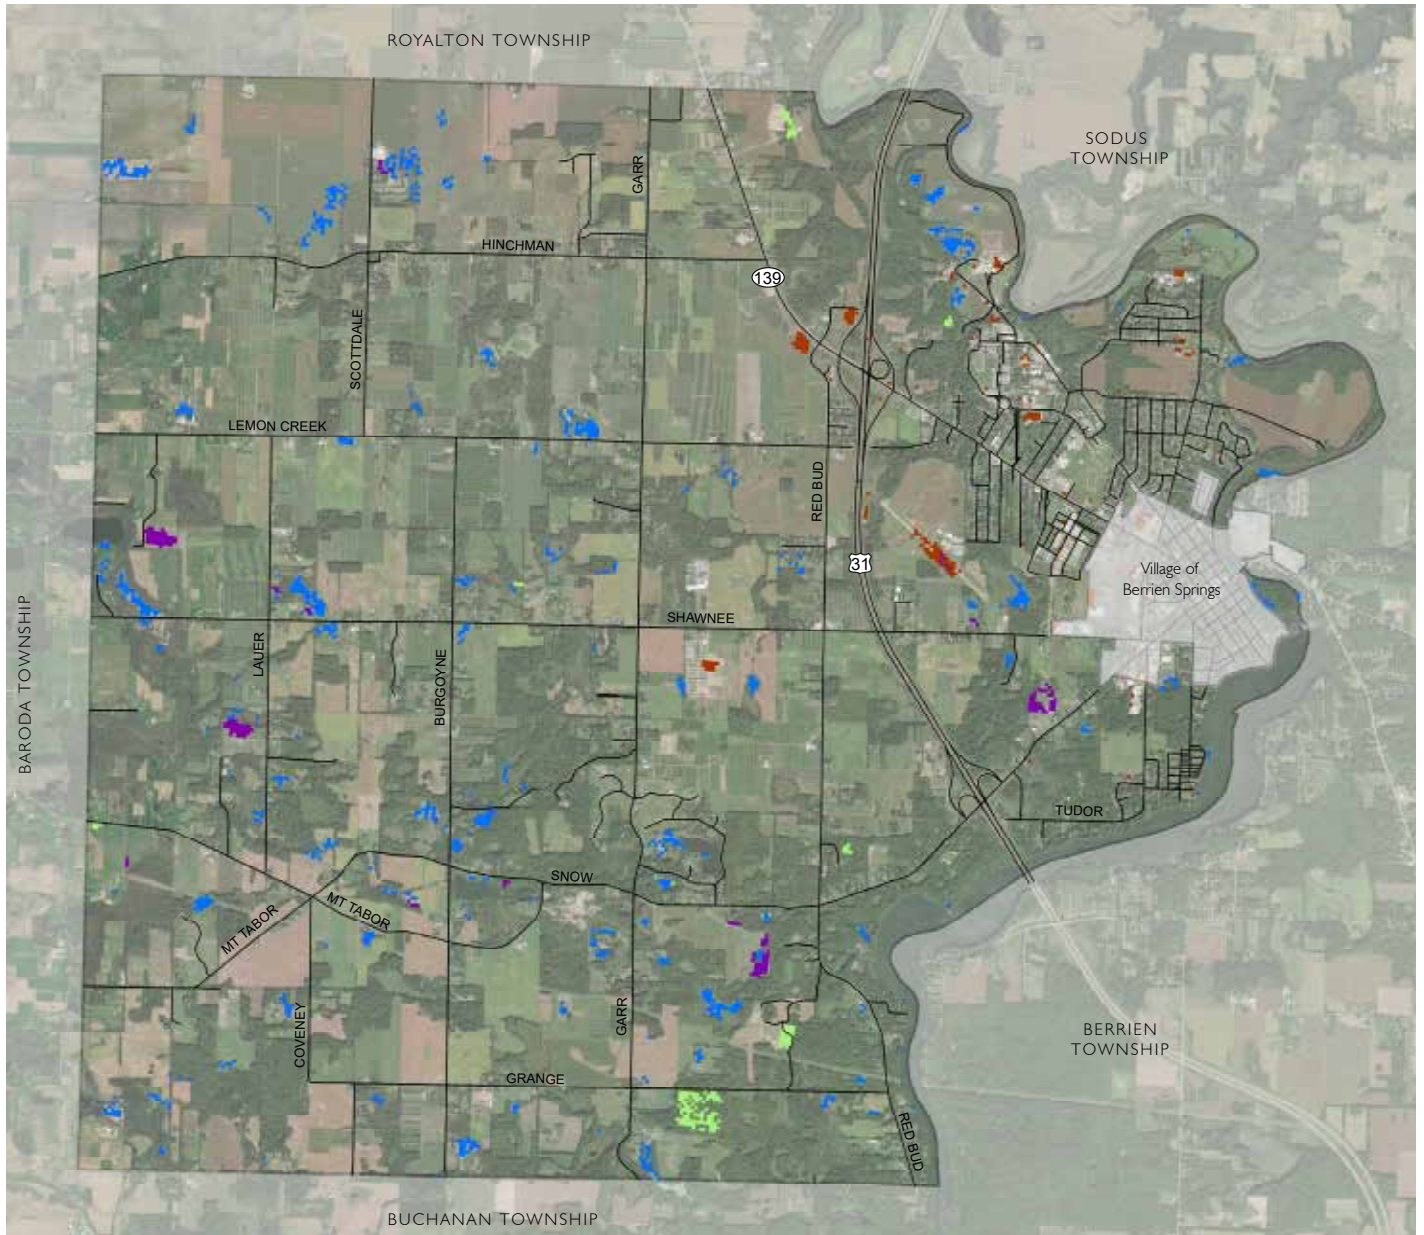 ROYALTON TOWNSHIP
SODUS
TOWNSHIP
GARR
HINCHMAN
139
SCOTTDALE
LEMON CREEK
RED BUD
31
Village of
Berrien Springs
SHAWNEE
BARODA TOWNSHIP
LAUER
BURGOYNE
TUDOR
SNOW
MT TABOR
MT TABOR
COVENEY
GARR
BERRIEN
TOWNSHIP
GRANGE
RED BUD
BUCHANAN TOWNSHIP